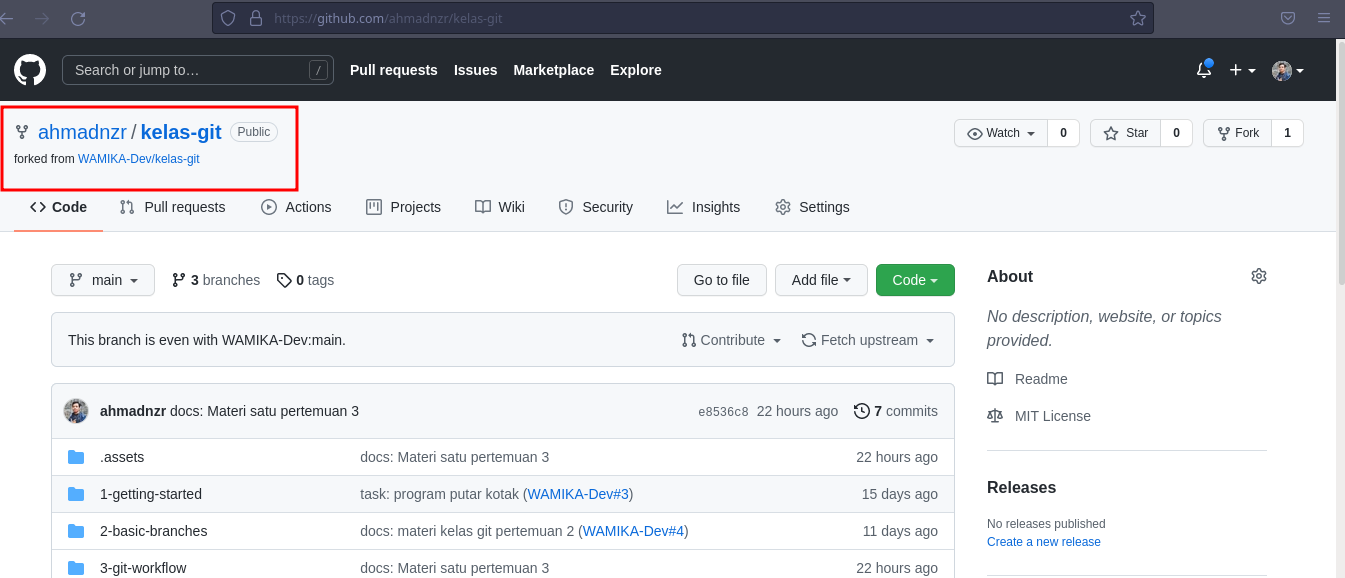 https://github.com/ahmadnzr/kelas-git
Search or jump to… /
Pull requests Issues Marketplace Explore
ahmadnzr / kelas-git Public
forked from WAMIKA-Dev/kelas-git
Watch 0 Star 0 Fork 1
Code Pull requests Actions Projects Wiki Security Insights Settings
main 3 branches 0 tags Go to file Add file Code
This branch is even with WAMIKA-Dev:main. Contribute Fetch upstream
ahmadnzr docs: Materi satu pertemuan 3 e8536c8 22 hours ago 7 commits
.assets docs: Materi satu pertemuan 3 22 hours ago
1-getting-started task: program putar kotak (WAMIKA-Dev#3) 15 days ago
2-basic-branches docs: materi kelas git pertemuan 2 (WAMIKA-Dev#4) 11 days ago
3-git-workflow docs: Materi satu pertemuan 3 22 hours ago
About
No description, website, or topics
provided.
Readme
MIT License
Releases
No releases published
Create a new release